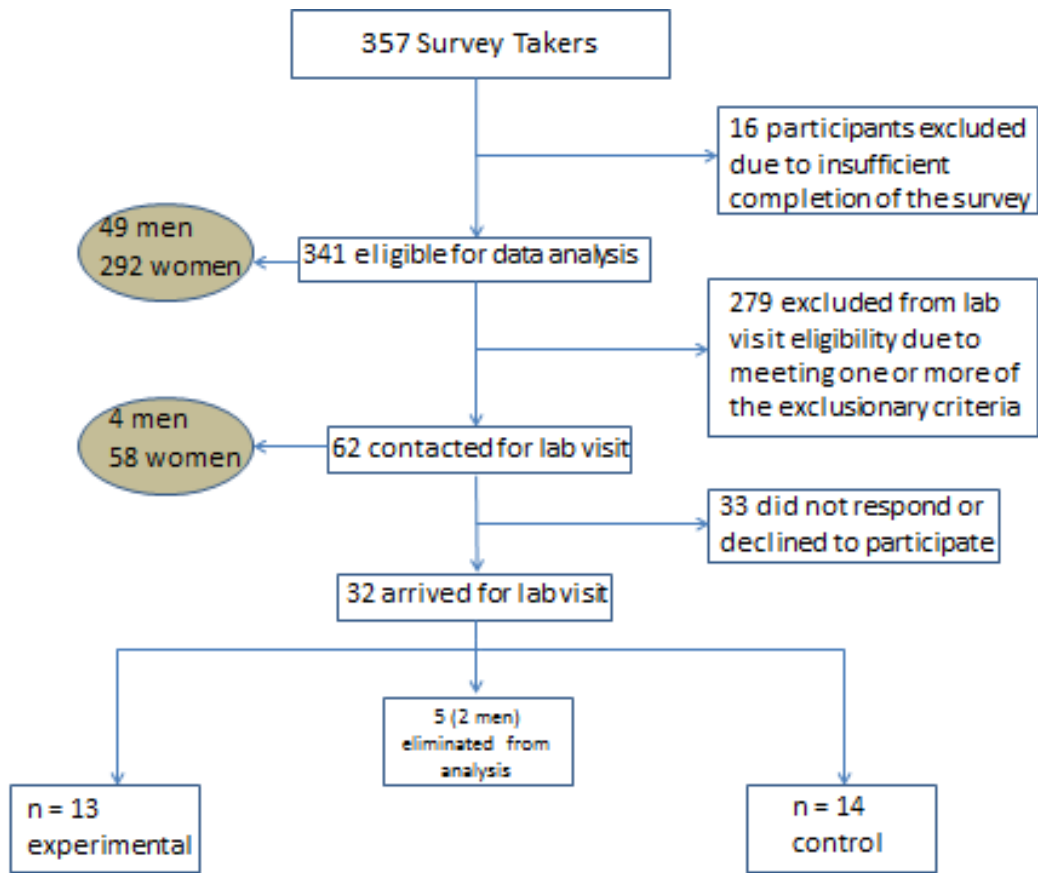 357 Survey Takers
16 participants excluded
due to insufficient
completion of the survey
49 men
292 women
341 eligible for data analysis
279 excluded from lab
visit eligibility due to
meeting one or more of
the exclusionary criteria
4 men
58 women
62 contacted for lab visit
33 did not respond or
declined to participate
32 arrived for lab visit
5 (2 men)
eliminated from
analysis
n = 13
experimental
n = 14
control